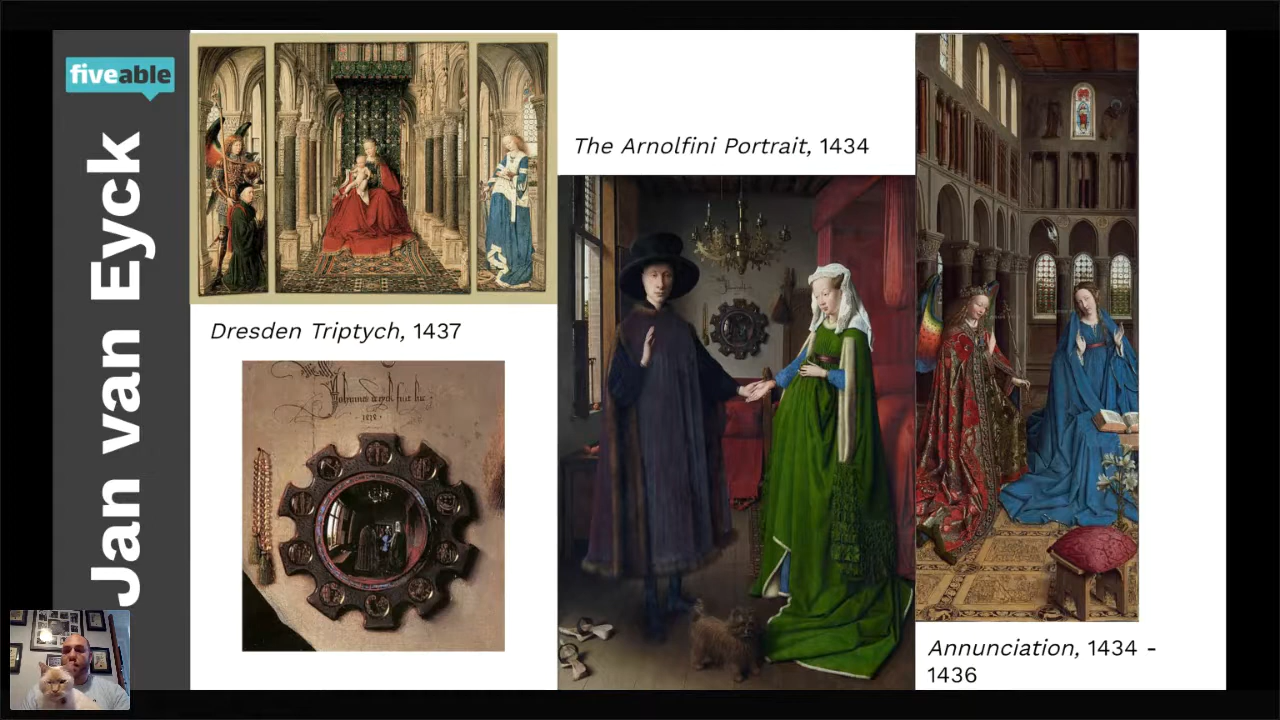 fiveable
Jan van Eyck
The Arnolfini Portrait, 1434
Dresden Triptych, 1437
Annunciation, 1434 -
1436